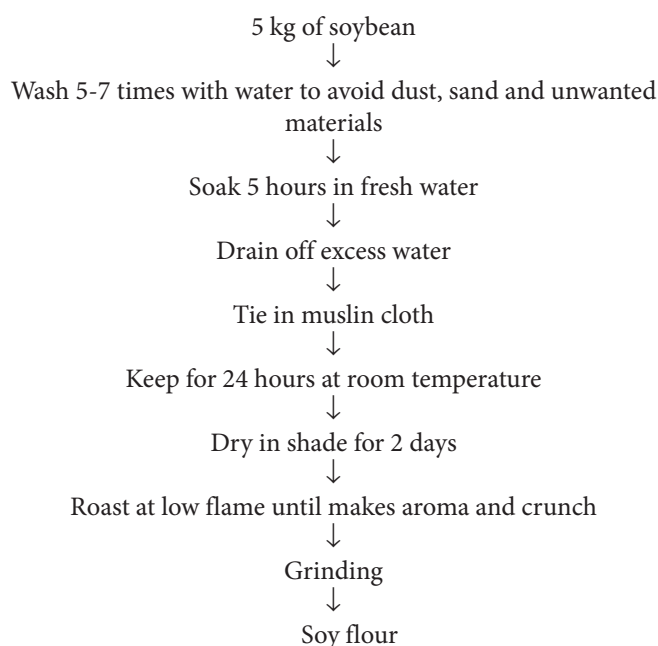 5 kg of soybean
↓
Wash 5-7 times with water to avoid dust, sand and unwanted
materials
↓
Soak 5 hours in fresh water
↓
Drain off excess water
↓
Tie in muslin cloth
↓
Keep for 24 hours at room temperature
↓
Dry in shade for 2 days
↓
Roast at low flame until makes aroma and crunch
↓
Grinding
↓
Soy flour